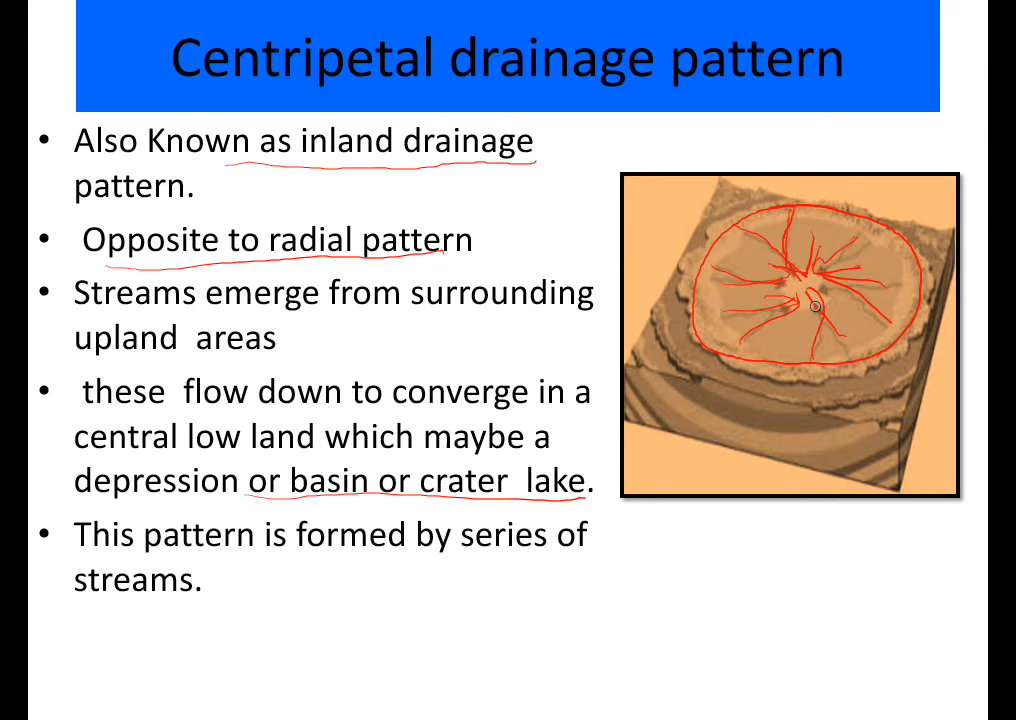 Centripetal drainage pattern
• Also Known as inland drainage
pattern.
• Opposite to radial pattern
• Streams emerge from surrounding
upland areas
• these flow down to converge in a
central low land which maybe a
depression or basin or crater lake.
• This pattern is formed by series of
streams.